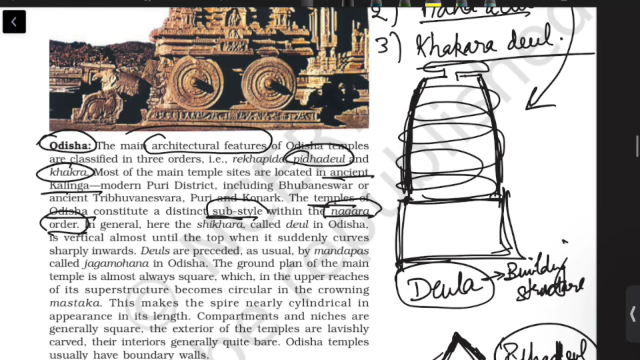 2)
3) Khakara deul.
Odisha: The main architectural features of Odisha temples
are classified in three orders, i.e., rekhapida, pidhadeul and
khakra. Most of the main temple sites are located in ancient
Kalinga—modern Puri District, including Bhubaneswar or
ancient Tribhuvanesvara, Puri and Konark. The temples of
Odisha constitute a distinct sub-style within the nagara
order. In general, here the shikhara, called deul in Odisha,
is vertical almost until the top when it suddenly curves
sharply inwards. Deuls are preceded, as usual, by mandapas
called jagamohana in Odisha. The ground plan of the main
temple is almost always square, which, in the upper reaches
of its superstructure becomes circular in the crowning
mastaka. This makes the spire nearly cylindrical in
appearance in its length. Compartments and niches are
generally square, the exterior of the temples are lavishly
carved, their interiors generally quite bare. Odisha temples
usually have boundary walls.
Deula → Building
structure